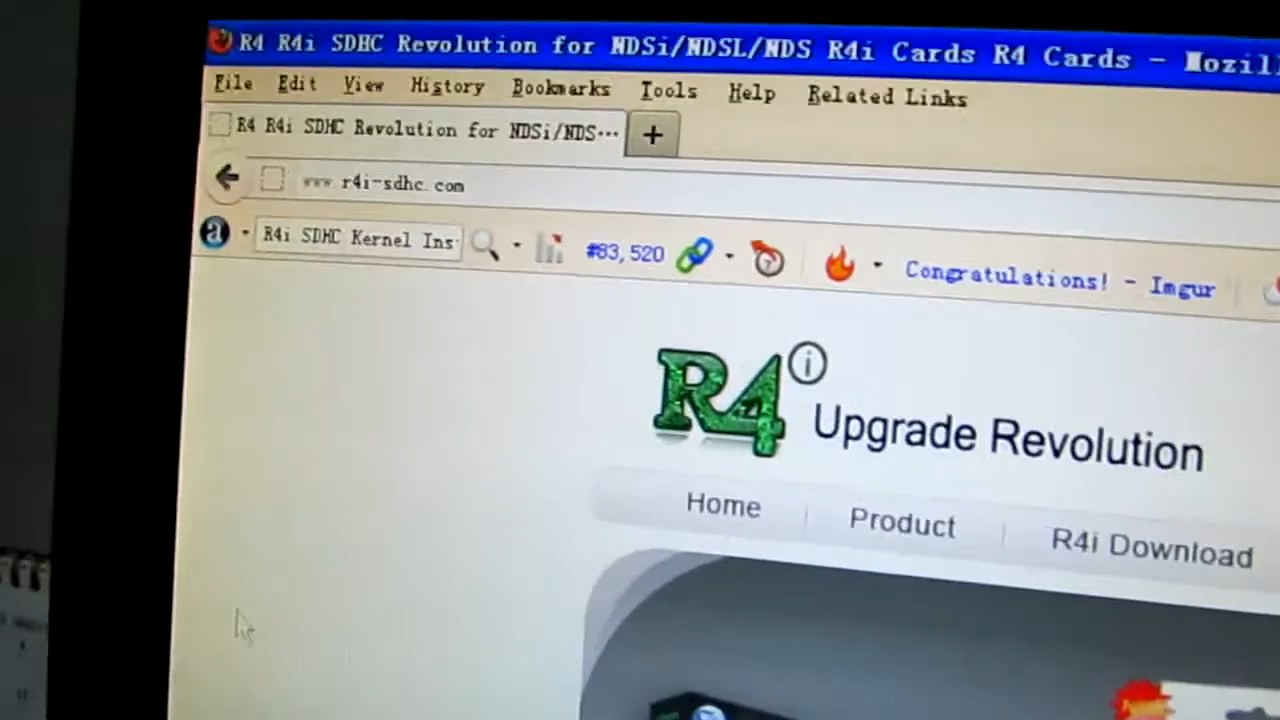 R4 R4i SDHC Revolution for NDSi/NDSL/NDS R4i Cards R4 Cards - Mozill
File Edit View History Bookmarks Tools Help Related Links
R4 R4i SDHC Revolution for NDSi/NDS... +
www.r4i-sdhc.com
a R4i SDHC Kernel Ins #83,520 Congratulations! - Imgur
R4 i
Upgrade Revolution
Home Product R4i Download